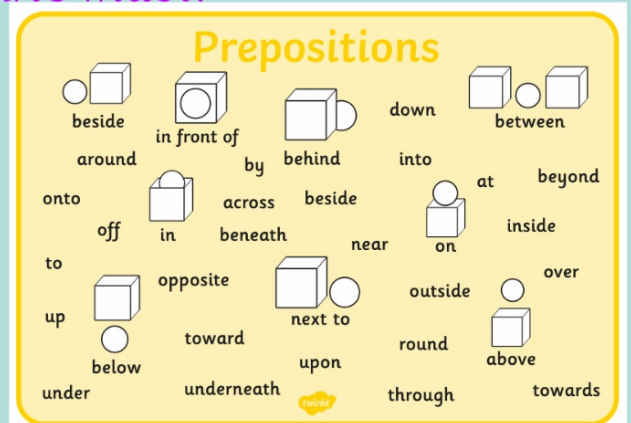 Prepositions
beside
in front of
behind
down
between
around
by
into
at
beyond
onto
across
beside
off
in
beneath
near
on
inside
to
opposite
next to
outside
over
up
toward
round
above
below
upon
under
underneath
through
towards
twinkl